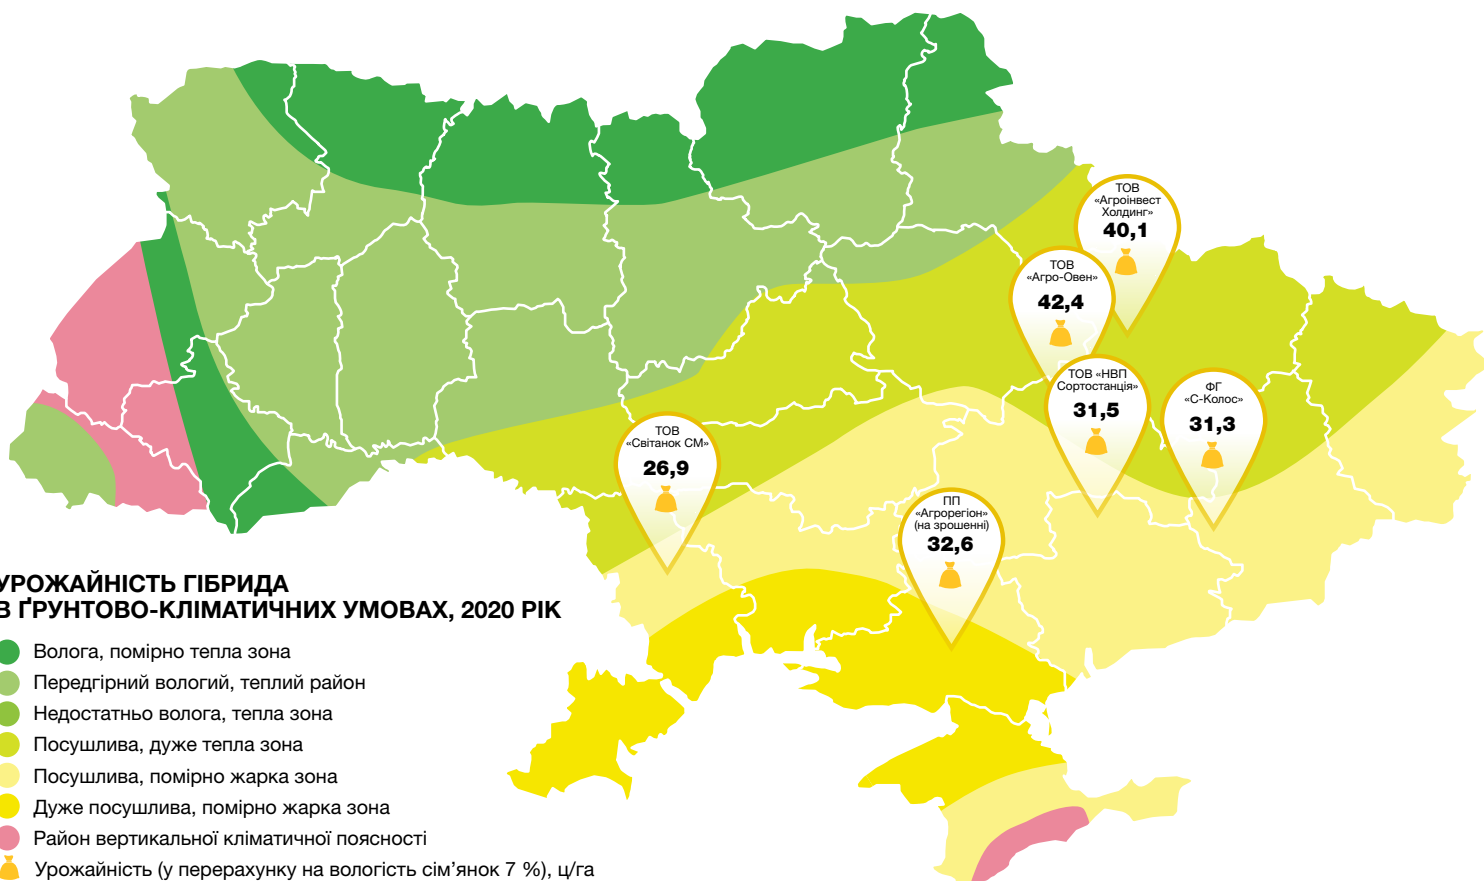 ТОВ
«Агроінвест
Холдинг»
40,1
ТОВ
«Агро-Овен»
42,4
ТОВ «НВП
Сортостанція»
31,5
ФГ
«С-Колос»
31,3
ТОВ
«Світанок СМ»
26,9
ПП
«Агрорегіон»
(на зрошенні)
32,6
УРОЖАЙНІСТЬ ГІБРИДА
В ҐРУНТОВО-КЛІМАТИЧНИХ УМОВАХ, 2020 РІК
Волога, помірно тепла зона
Передгірний вологий, теплий район
Недостатньо волога, тепла зона
Посушлива, дуже тепла зона
Посушлива, помірно жарка зона
Дуже посушлива, помірно жарка зона
Район вертикальної кліматичної поясності
Урожайність (у перерахунку на вологість сім’янок 7 %), ц/га